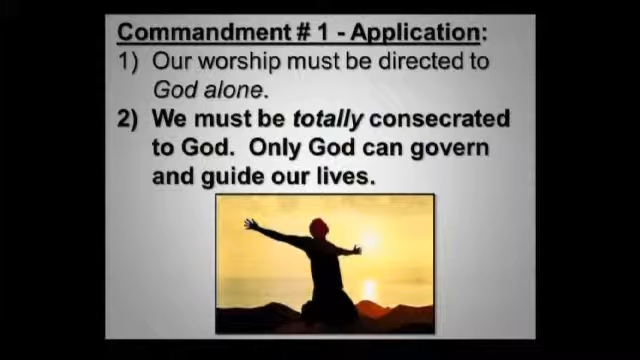 Commandment # 1 - Application:
1) Our worship must be directed to
God alone.
2) We must be totally consecrated
to God. Only God can govern
and guide our lives.